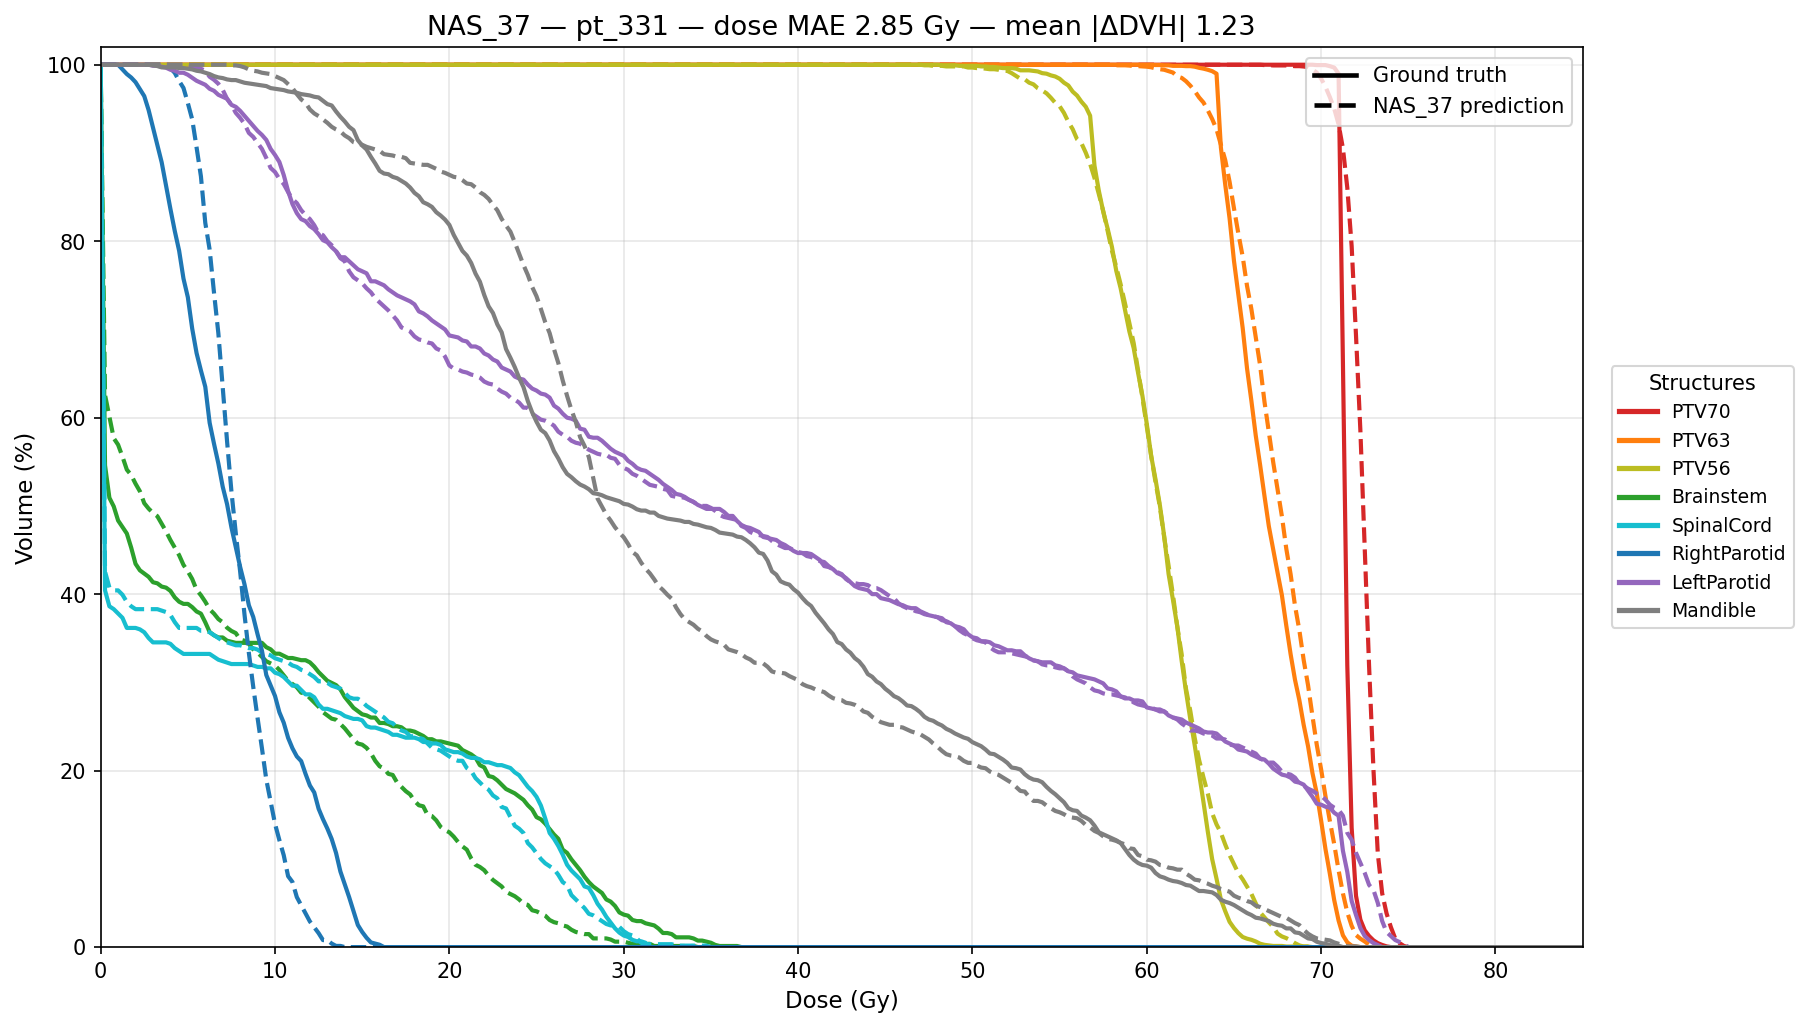 NAS_37 — pt_331 — dose MAE 2.85 Gy — mean |ΔDVH| 1.23
Ground truth
NAS_37 prediction
Volume (%)
100
80
60
40
20
0
0 10 20 30 40 50 60 70 80
Dose (Gy)
Structures
PTV70
PTV63
PTV56
Brainstem
SpinalCord
RightParotid
LeftParotid
Mandible